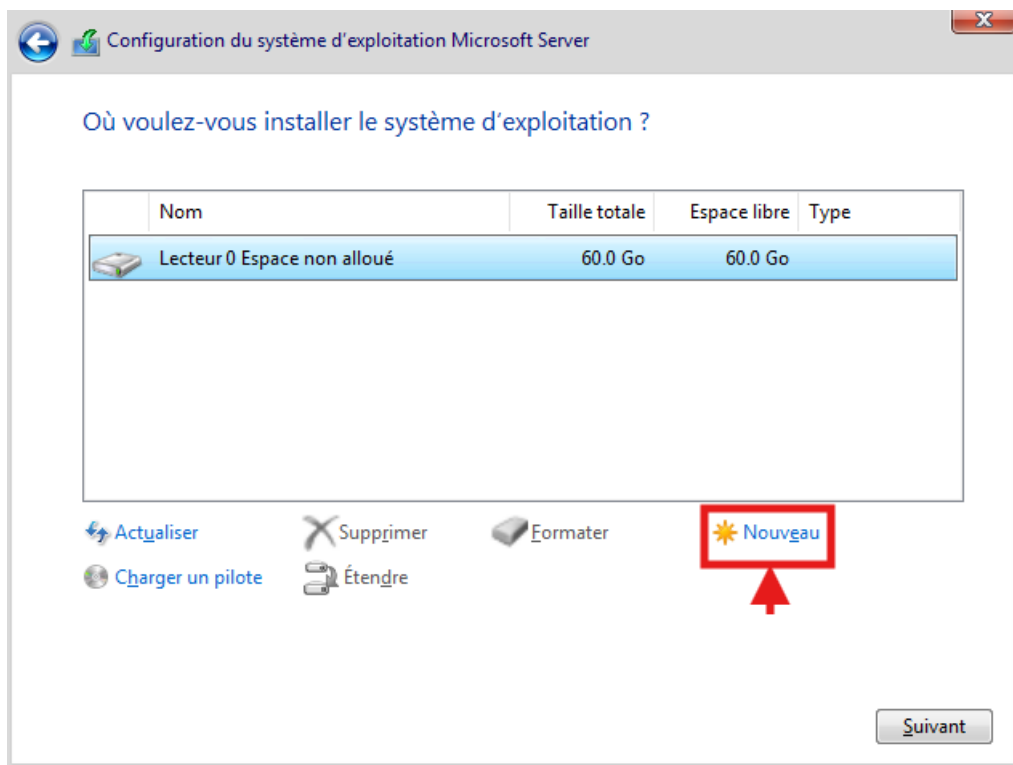 Configuration du système d'exploitation Microsoft Server
Où voulez-vous installer le système d'exploitation ?
Nom Taille totale Espace libre Type
Lecteur 0 Espace non alloué 60.0 Go 60.0 Go
Actualiser Supprimer Formater Nouveau
Charger un pilote Étendre
Suivant